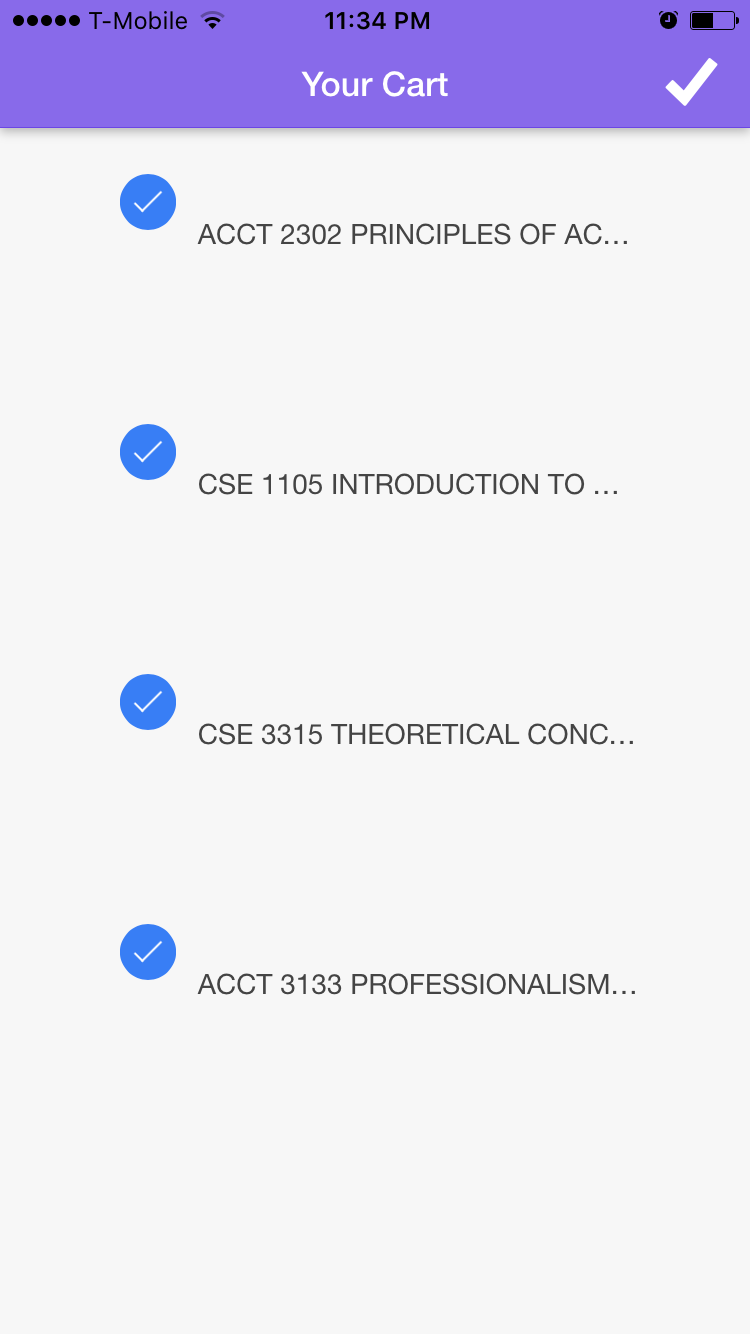 T-Mobile 11:34 PM
Your Cart
ACCT 2302 PRINCIPLES OF AC...
CSE 1105 INTRODUCTION TO ...
CSE 3315 THEORETICAL CONC...
ACCT 3133 PROFESSIONALISM...